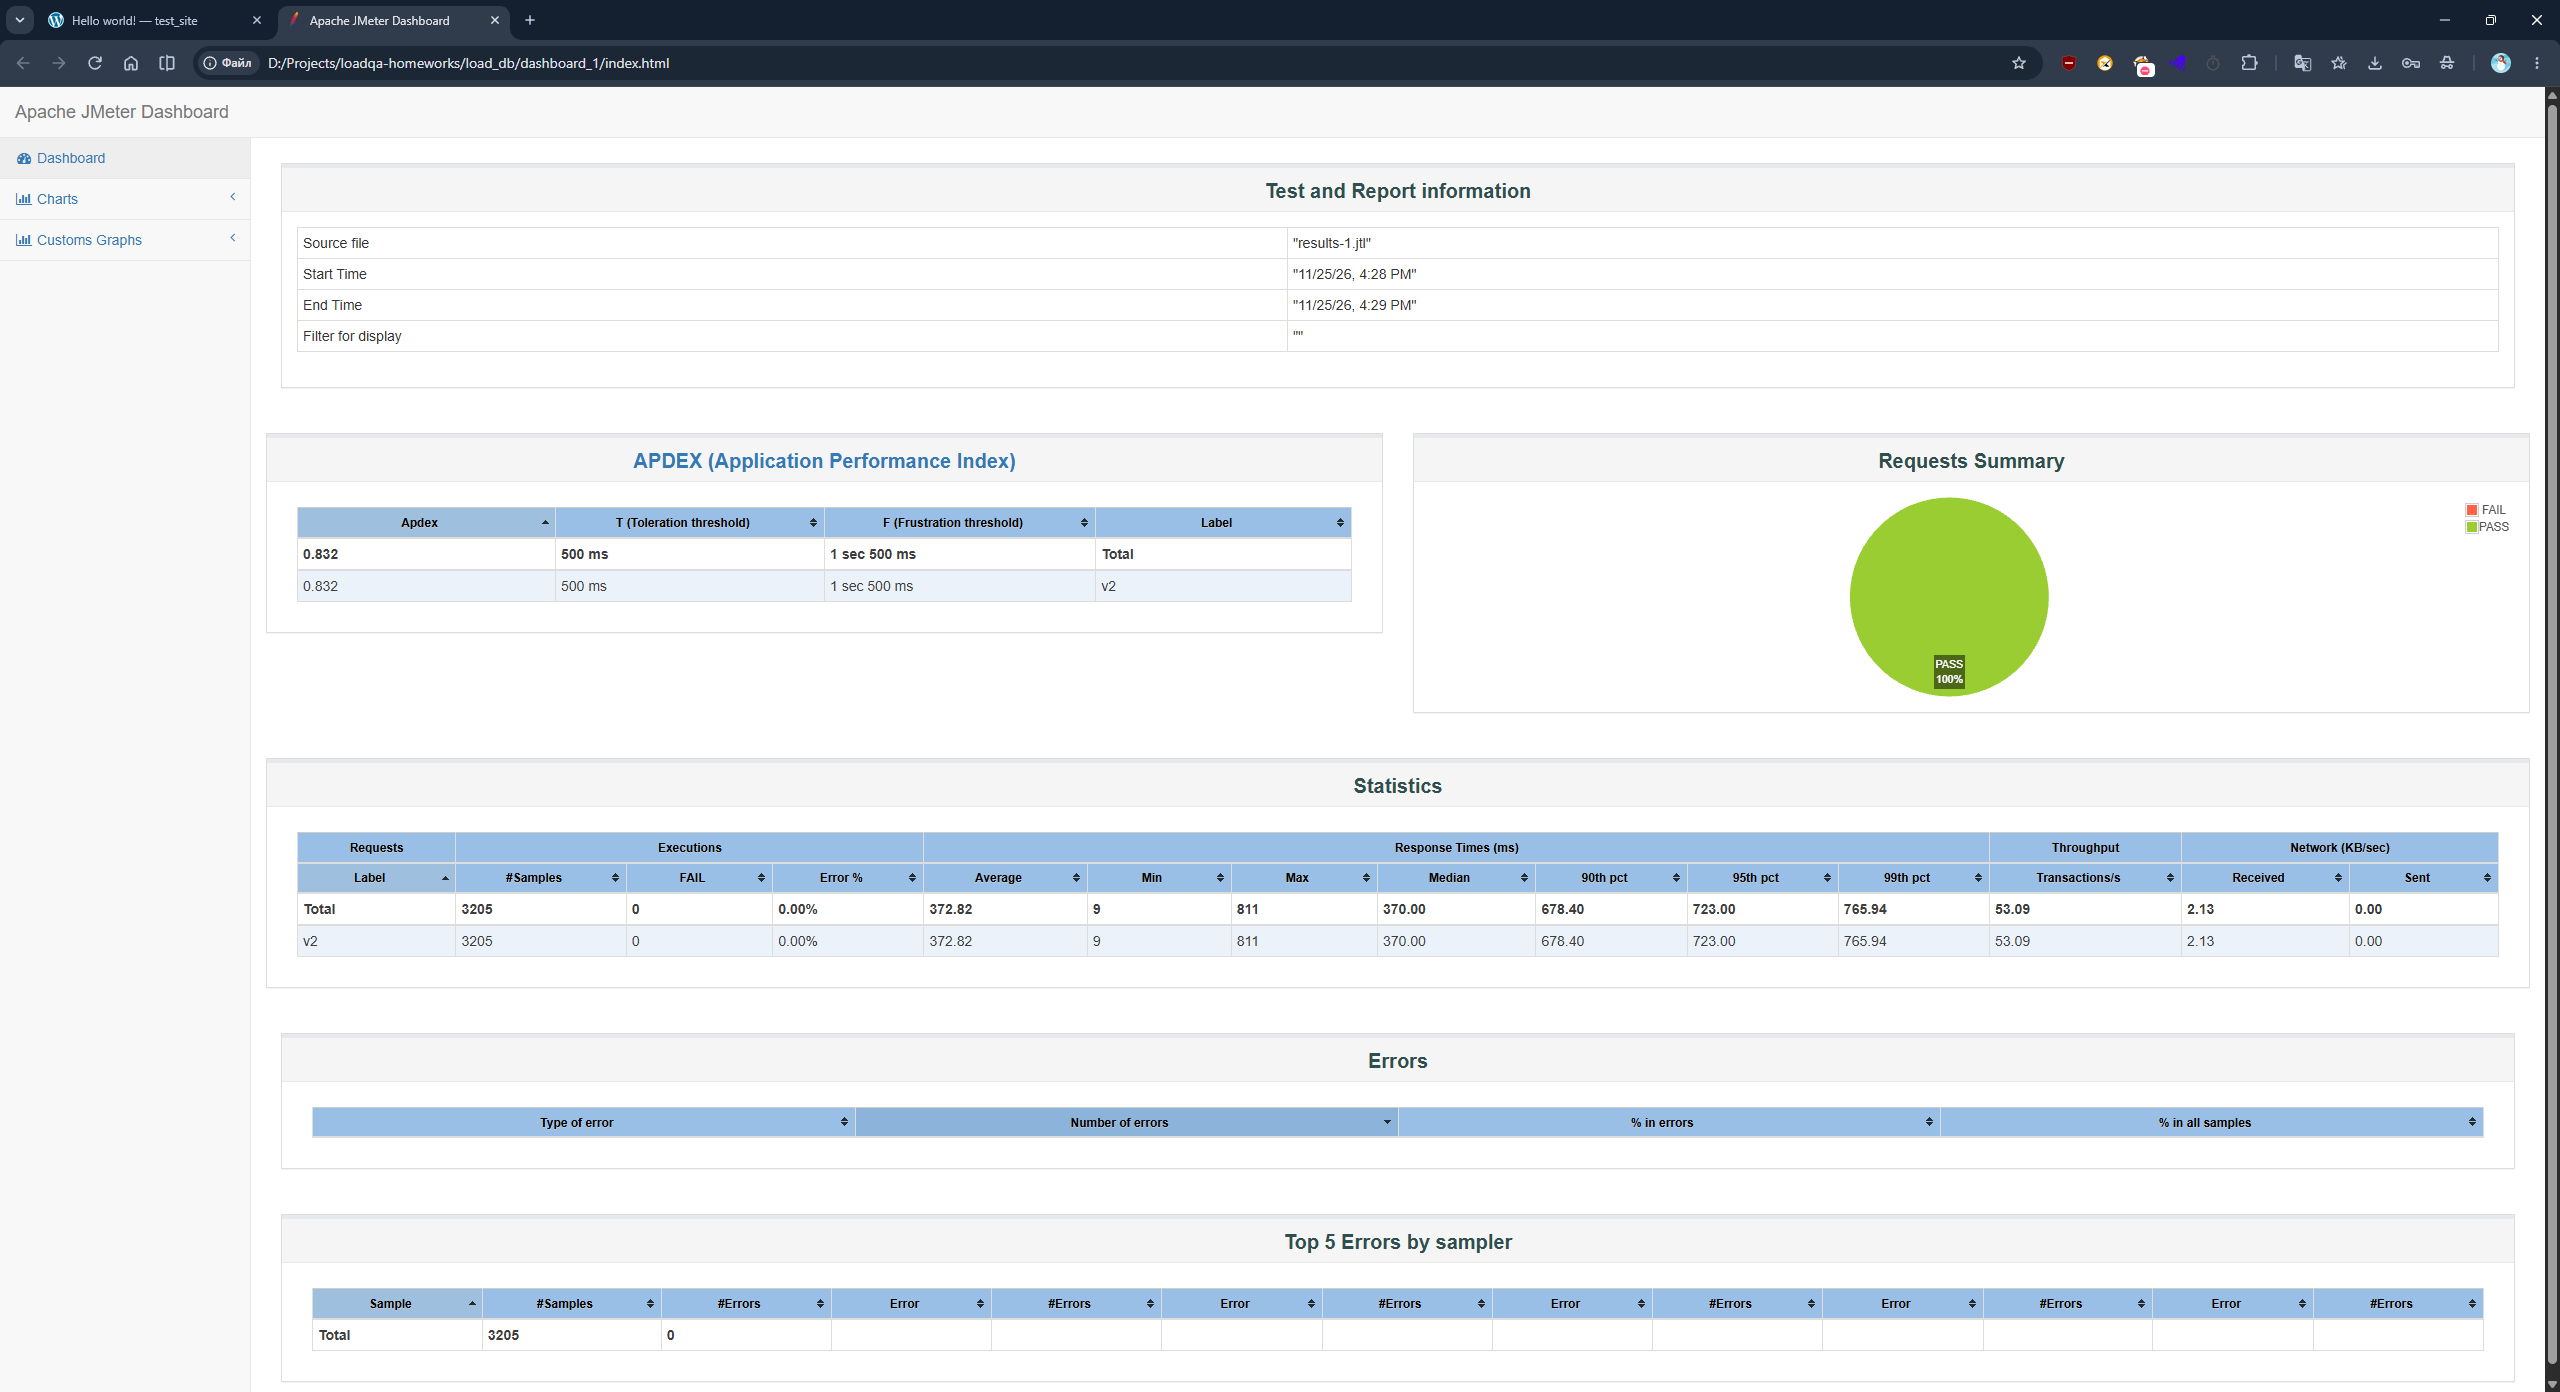 Hello world! — test_site
Apache JMeter Dashboard
Файл
D:/Projects/loadqa-homeworks/load_db/dashboard_1/index.html
Apache JMeter Dashboard
Dashboard
Charts
Customs Graphs
Test and Report information
Source file "results-1.jtl"
Start Time "11/25/26, 4:28 PM"
End Time "11/25/26, 4:29 PM"
Filter for display ""
APDEX (Application Performance Index)
Apdex T (Toleration threshold) F (Frustration threshold) Label
0.832 500 ms 1 sec 500 ms Total
0.832 500 ms 1 sec 500 ms v2
Requests Summary
FAIL
PASS
PASS
100%
Statistics
Requests Executions Response Times (ms) Throughput Network (KB/sec)
Label #Samples FAIL Error % Average Min Max Median 90th pct 95th pct 99th pct Transactions/s Received Sent
Total 3205 0 0.00% 372.82 9 811 370.00 678.40 723.00 765.94 53.09 2.13 0.00
v2 3205 0 0.00% 372.82 9 811 370.00 678.40 723.00 765.94 53.09 2.13 0.00
Errors
Type of error Number of errors % in errors % in all samples
Top 5 Errors by sampler
Sample #Samples #Errors Error #Errors Error #Errors Error #Errors Error #Errors Error #Errors
Total 3205 0